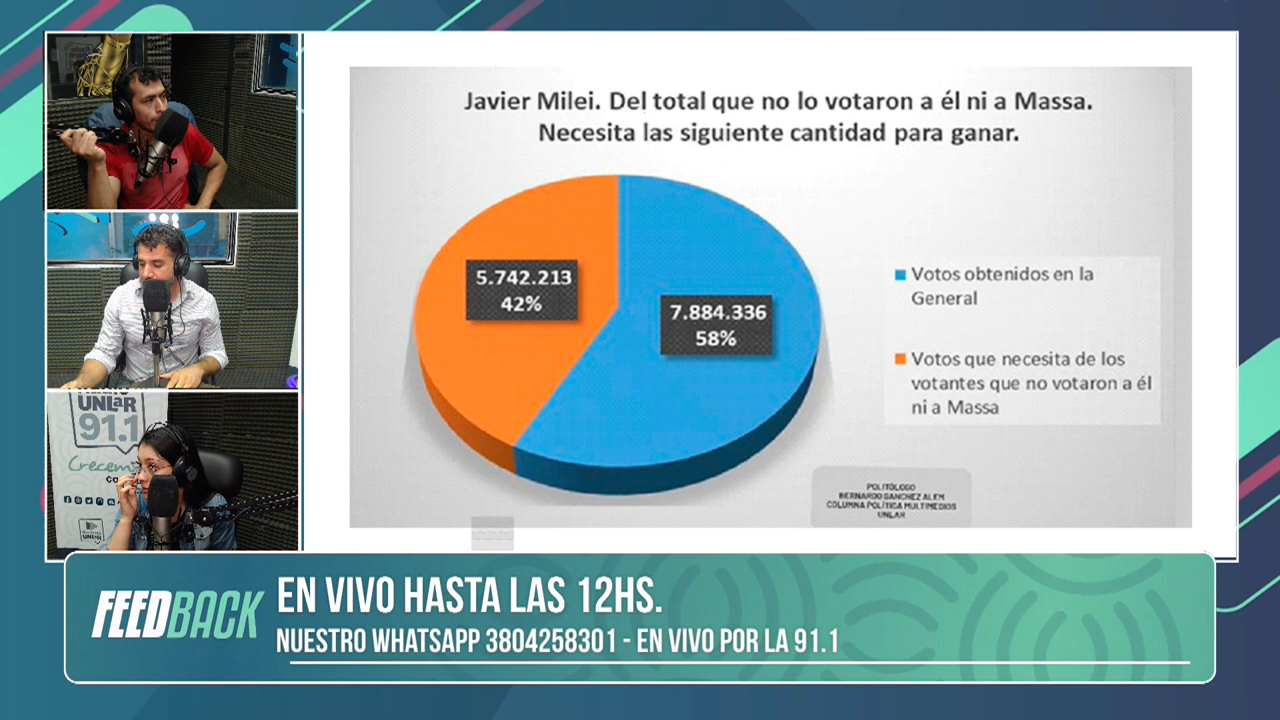 Javier Milei. Del total que no lo votaron a él ni a Massa.
Necesita las siguiente cantidad para ganar.
5.742.213
42%
7.884.336
58%
Votos obtenidos en la
General
Votos que necesita de los
votantes que no votaron a él
ni a Massa
POLITÓLOGO
BERNARDO SANCHEZ ALEM
COLUMNA POLÍTICA MULTIMEDIOS
UNLAR
UNLAR
91.1
Crecem
CO
FEEDBACK
EN VIVO HASTA LAS 12HS.
NUESTRO WHATSAPP 3804258301 - EN VIVO POR LA 91.1